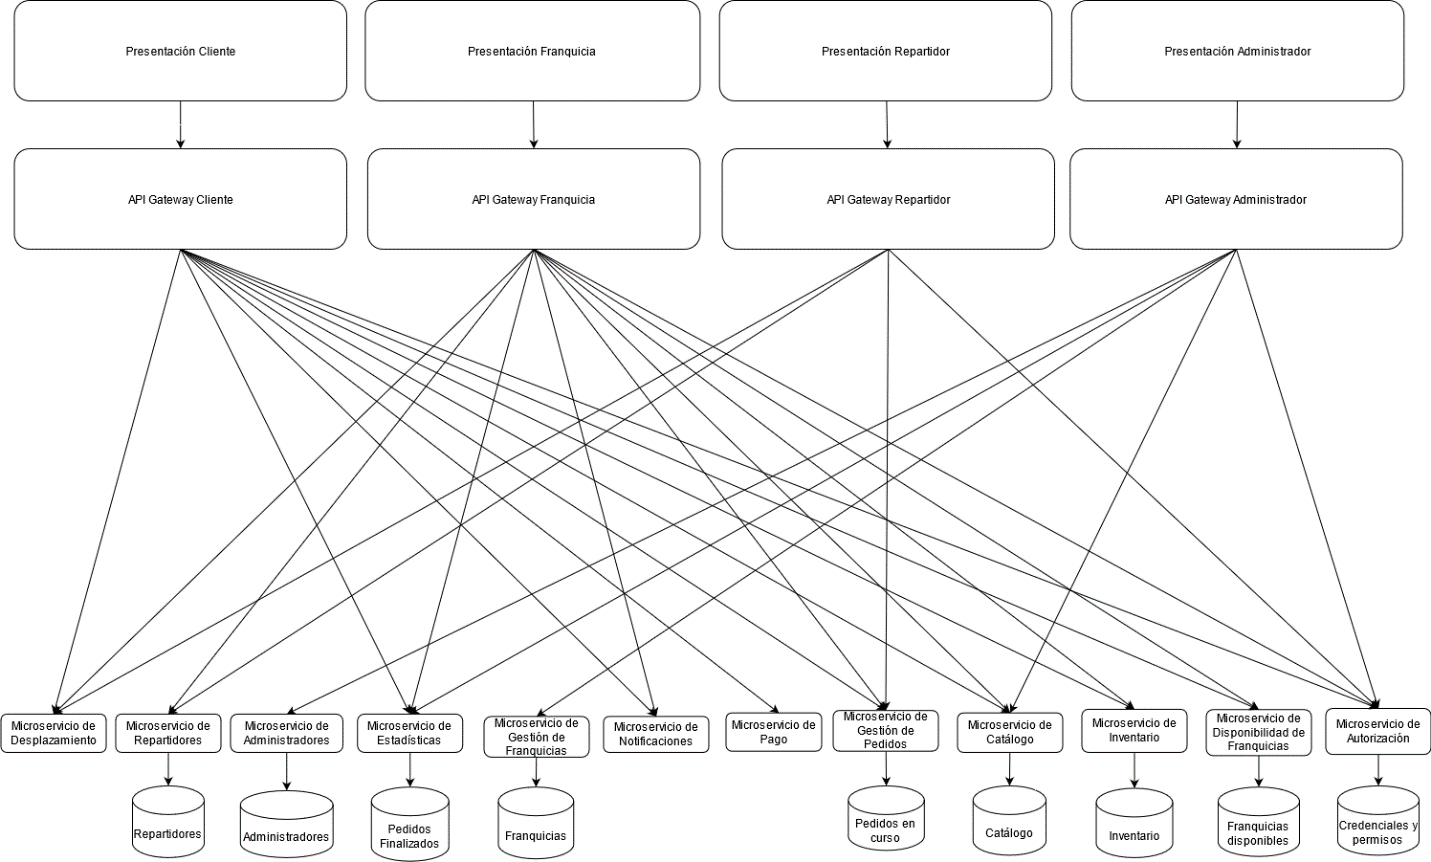 Presentación Cliente
Presentación Franquicia
Presentación Repartidor
Presentación Administrador
API Gateway Cliente
API Gateway Franquicia
API Gateway Repartidor
API Gateway Administrador
Microservicio de
Desplazamiento
Microservicio de
Repartidores
Microservicio de
Administradores
Microservicio de
Estadísticas
Microservicio de
Gestión de
Franquicias
Microservicio de
Notificaciones
Microservicio de
Pago
Microservicio de
Gestión de
Pedidos
Microservicio de
Catálogo
Microservicio de
Inventario
Microservicio de
Disponibilidad de
Franquicias
Microservicio de
Autorización
Repartidores
Administradores
Pedidos
Finalizados
Franquicias
Pedidos en
curso
Catálogo
Inventario
Franquicias
disponibles
Credenciales y
permisos